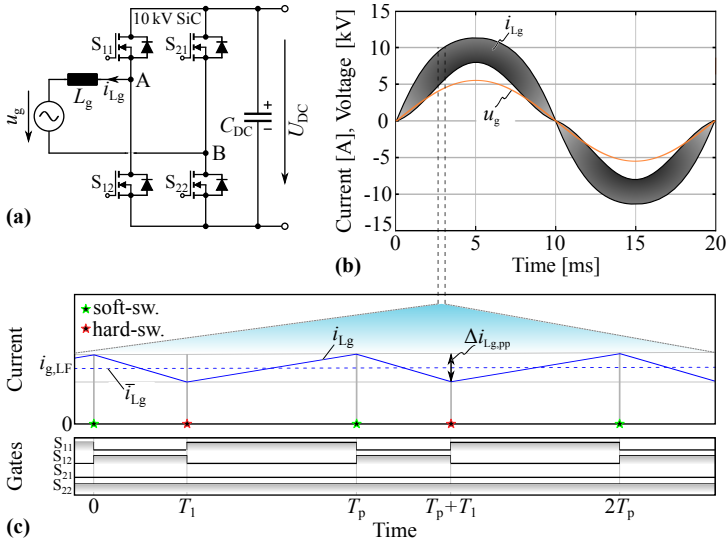 10 kV SiC
S11
S21
A
iLg
Lg
ug
B
CDC
+
−
UDC
S12
S22
(a)
Current [A], Voltage [kV]
15
10
5
0
-5
-10
-15
iLg
ug
0
5
10
15
20
Time [ms]
(b)
soft-sw.
hard-sw.
Current
ig,LF
0
i̅Lg
iLg
ΔiLg,pp
Gates
S11
S12
S21
S22
0
T1
Tp
Tp+T1
2Tp
Time
(c)